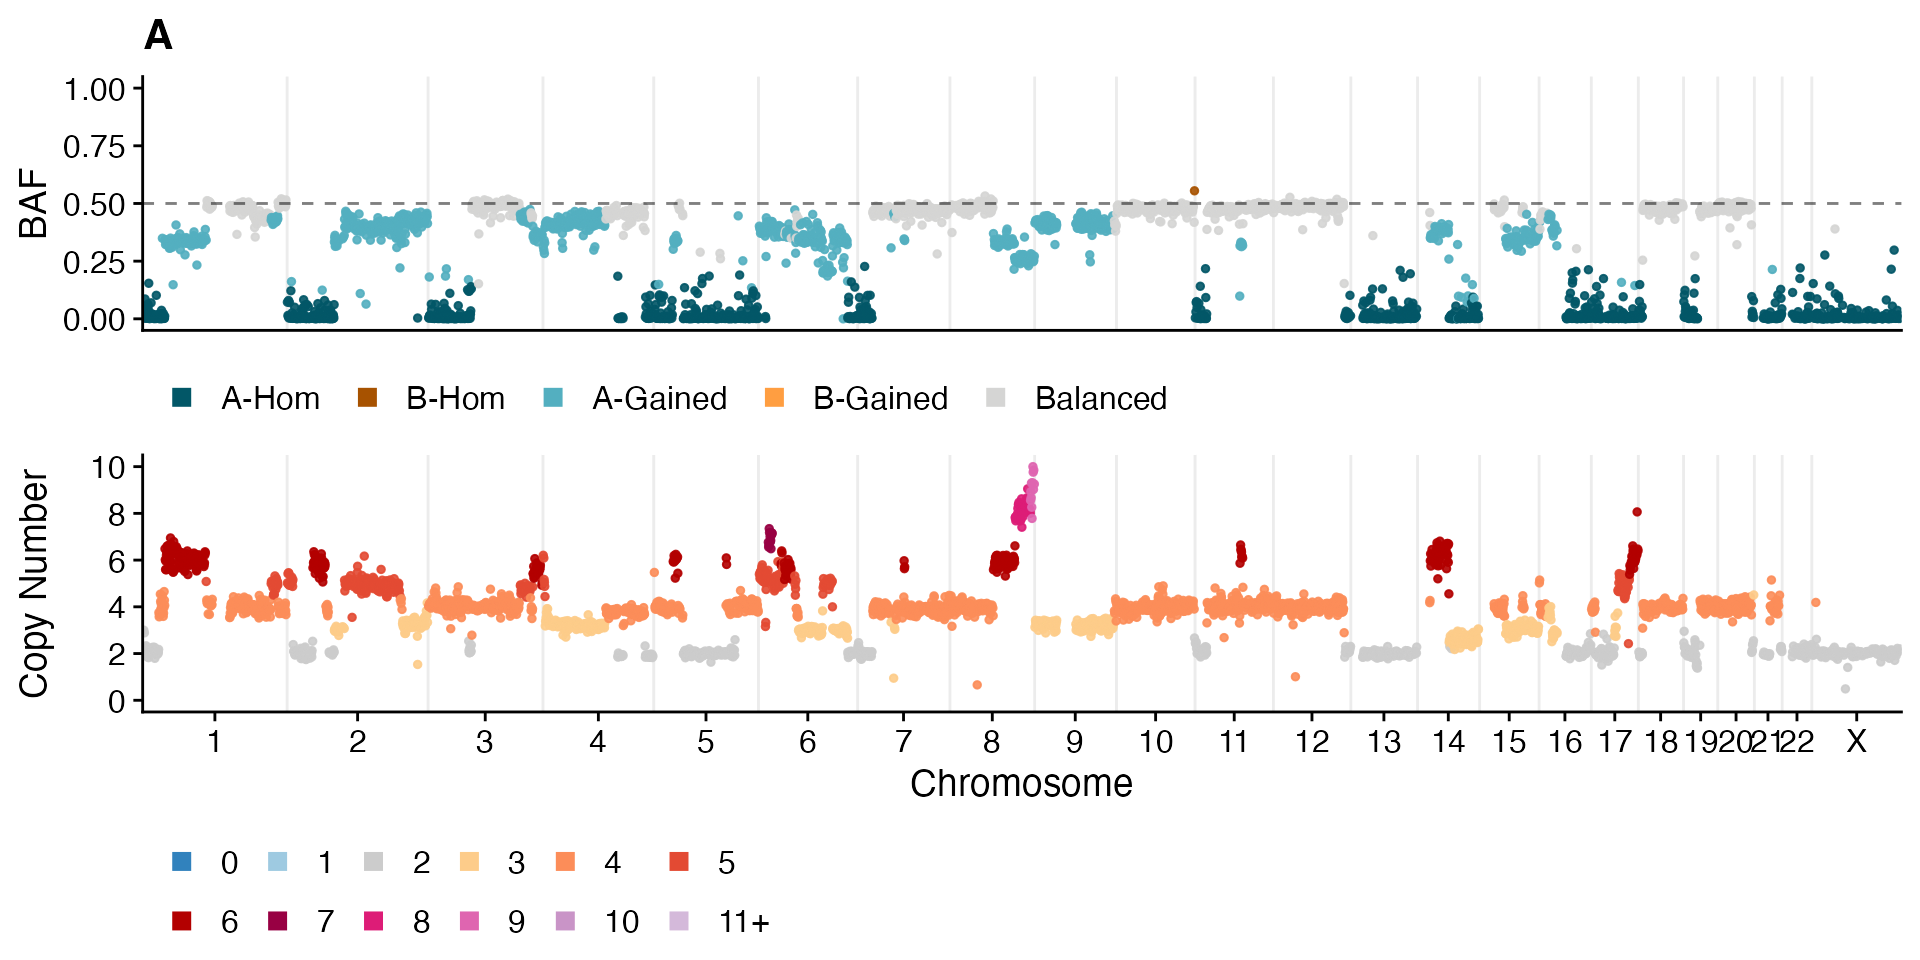 A
BAF
1.00
0.75
0.50
0.25
0.00
A-Hom B-Hom A-Gained B-Gained Balanced
Copy Number
10
8
6
4
2
0
1 2 3 4 5 6 7 8 9 10 11 12 13 14 15 16 17 18 19 20 21 22 X
Chromosome
0 1 2 3 4 5
6 7 8 9 10 11+